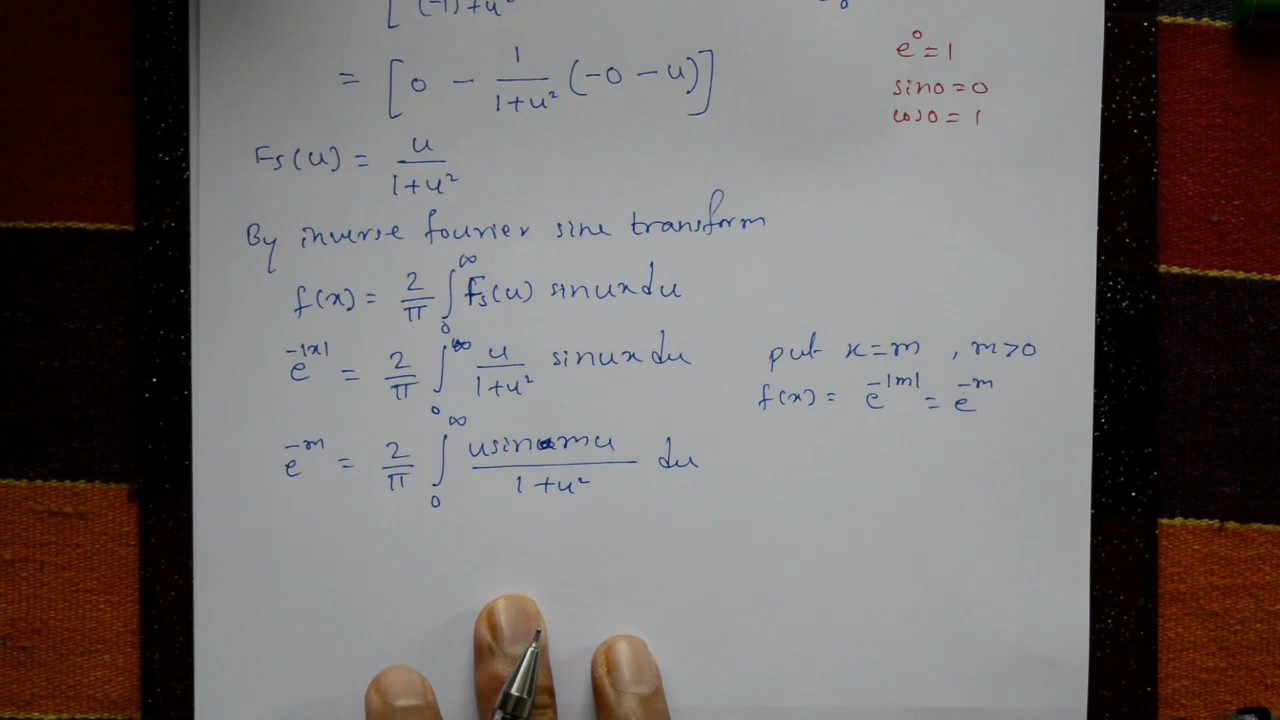 [ (-1)+u²
= [0 - 1/(1+u²) (-0 - u)]
e⁰ = 1
sin0 = 0
cos0 = 1
Fs(u) = u/(1+u²)
By inverse fourier sine transform
f(x) = 2/π ∫₀^∞ Fs(u) sinux du
e^{-|x|} = 2/π ∫₀^∞ u/(1+u²) sinux du
put x=m , m>0
f(x) = e^{-|m|} = e^{-m}
e^{-m} = 2/π ∫₀^∞ usinmu/(1+u²) du